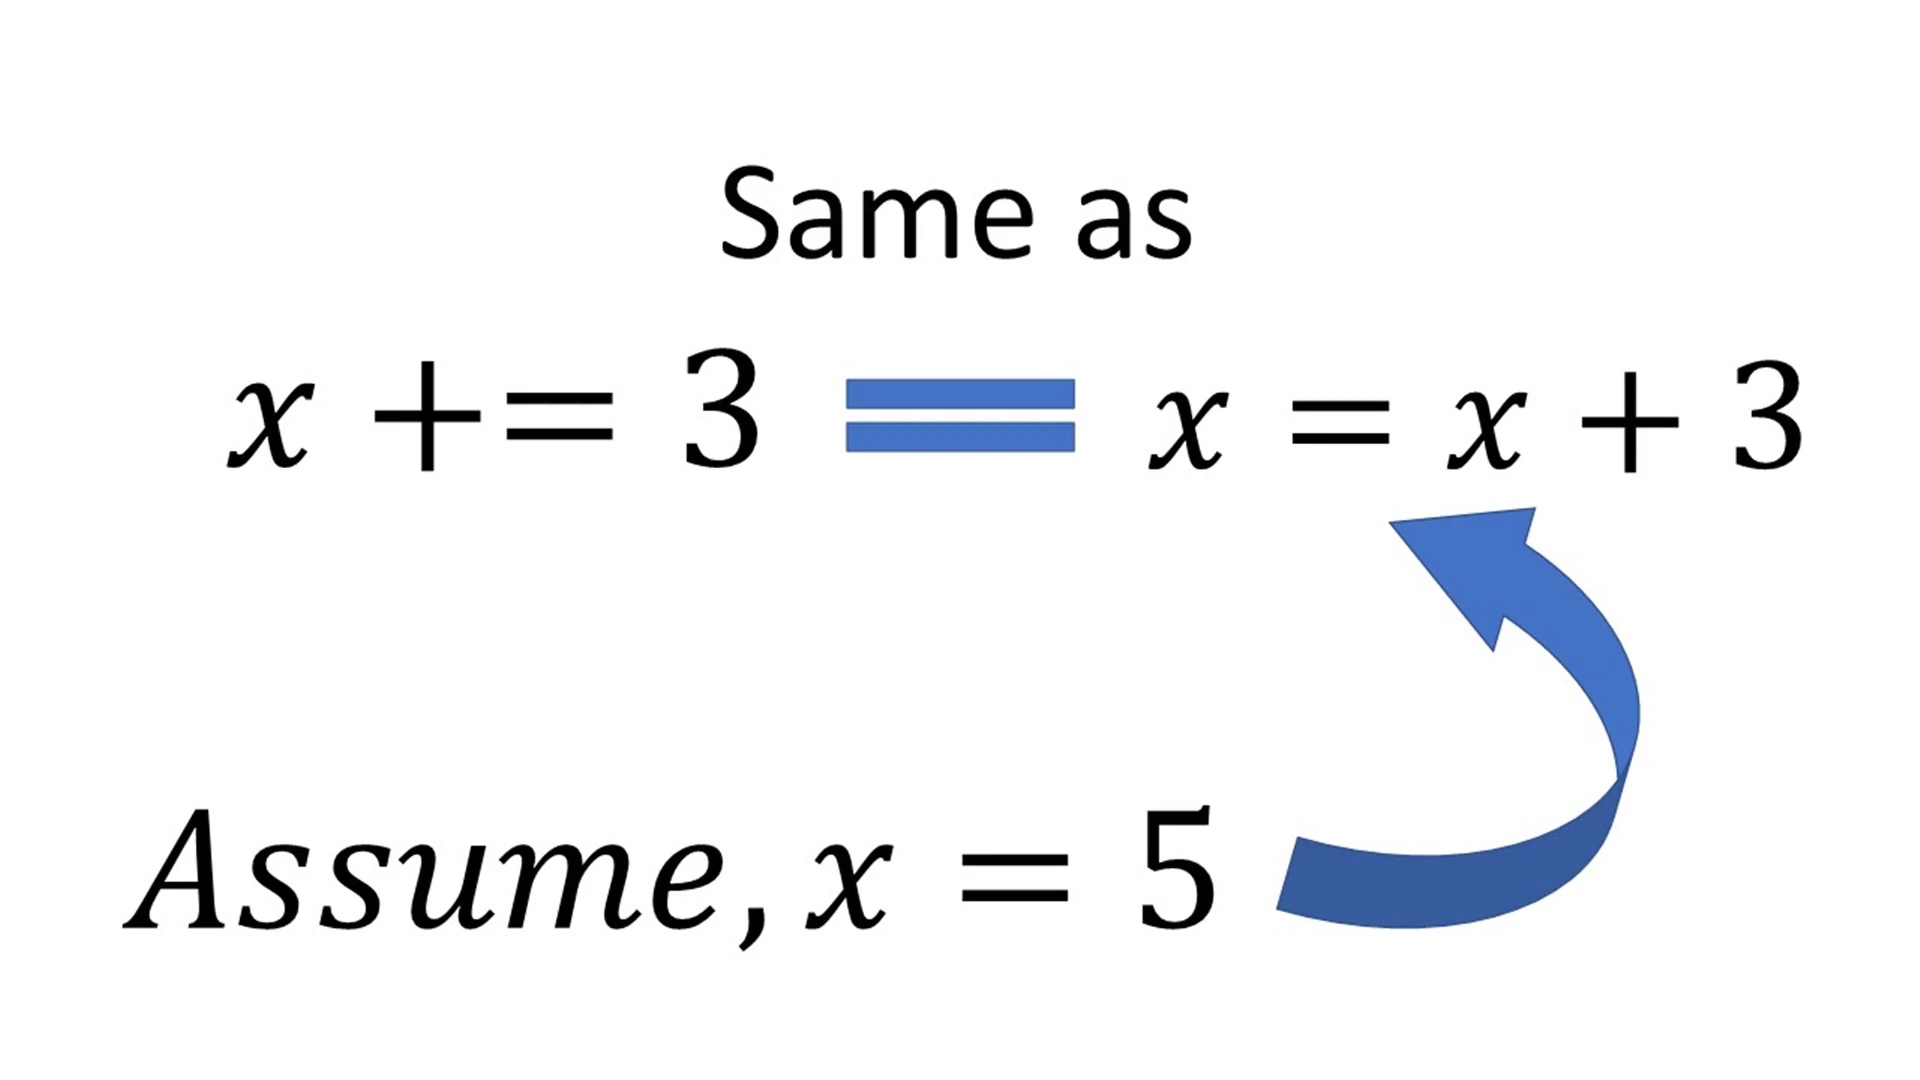 Same as
x += 3 = x = x + 3
Assume, x = 5